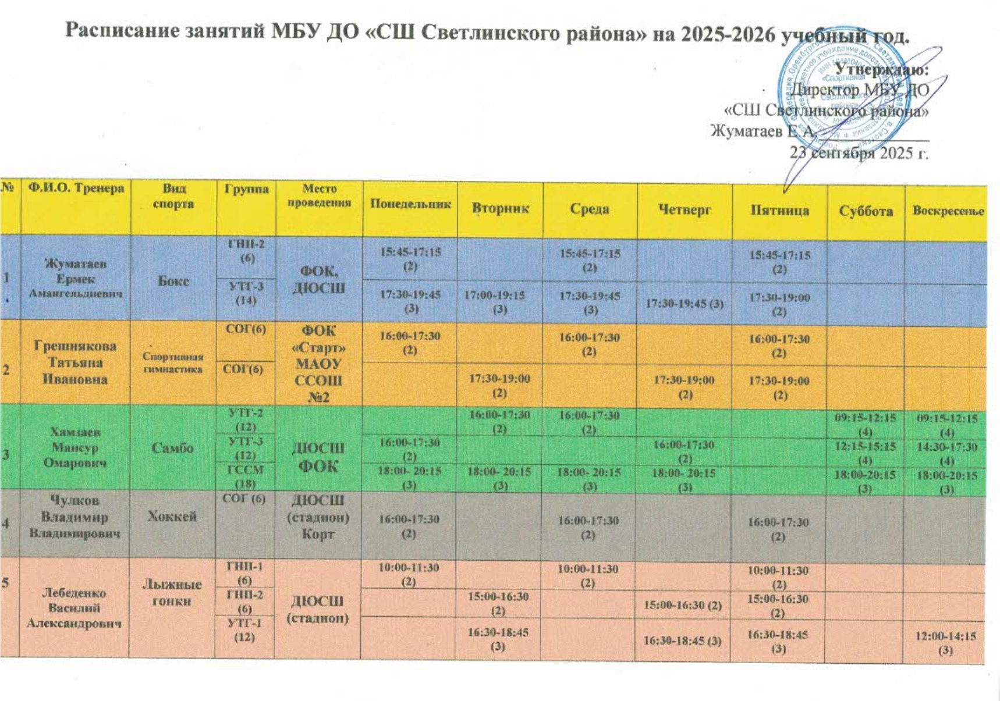 Расписание занятий МБУ ДО «СШ Светлинского района» на 2025-2026 учебный год.
Утверждаю:
Директор МБУ ДО
«СШ Светлинского района»
Жуматаев Е.А.
23 сентября 2025 г.
№ Ф.И.О. Тренера Вид спорта Группа Место проведения Понедельник Вторник Среда Четверг Пятница Суббота Воскресенье
1 Жуматаев Ермек Амангельдиевич Бокс ФОК, ДЮСШ
ГНП-2 (6) 15:45-17:15 (2) 15:45-17:15 (2) 15:45-17:15 (2)
УТГ-3 (14) 17:30-19:45 (3) 17:00-19:15 (3) 17:30-19:45 (3) 17:30-19:45 (3) 17:30-19:00 (2)
2 Грешнякова Татьяна Ивановна Спортивная гимнастика ФОК «Старт» МАОУ ССОШ №2
СОГ(6) 16:00-17:30 (2) 16:00-17:30 (2) 16:00-17:30 (2)
СОГ(6) 17:30-19:00 (2) 17:30-19:00 (2) 17:30-19:00 (2)
3 Хамзаев Мансур Омарович Самбо ДЮСШ ФОК
УТГ-2 (12) 16:00-17:30 (2) 16:00-17:30 (2) 09:15-12:15 (4) 09:15-12:15 (4)
УТГ-3 (12) 16:00-17:30 (2) 16:00-17:30 (2) 12:15-15:15 (4) 14:30-17:30 (4)
ГССМ (18) 18:00- 20:15 (3) 18:00- 20:15 (3) 18:00- 20:15 (3) 18:00- 20:15 (3) 18:00-20:15 (3) 18:00-20:15 (3)
4 Чулков Владимир Владимирович Хоккей СОГ (6) ДЮСШ (стадион) Корт 16:00-17:30 (2) 16:00-17:30 (2) 16:00-17:30 (2)
5 Лебеденко Василий Александрович Лыжные гонки ДЮСШ (стадион)
ГНП-1 (6) 10:00-11:30 (2) 10:00-11:30 (2) 10:00-11:30 (2)
ГНП-2 (6) 15:00-16:30 (2) 15:00-16:30 (2) 15:00-16:30 (2)
УТГ-1 (12) 16:30-18:45 (3) 16:30-18:45 (3) 16:30-18:45 (3) 12:00-14:15 (3)